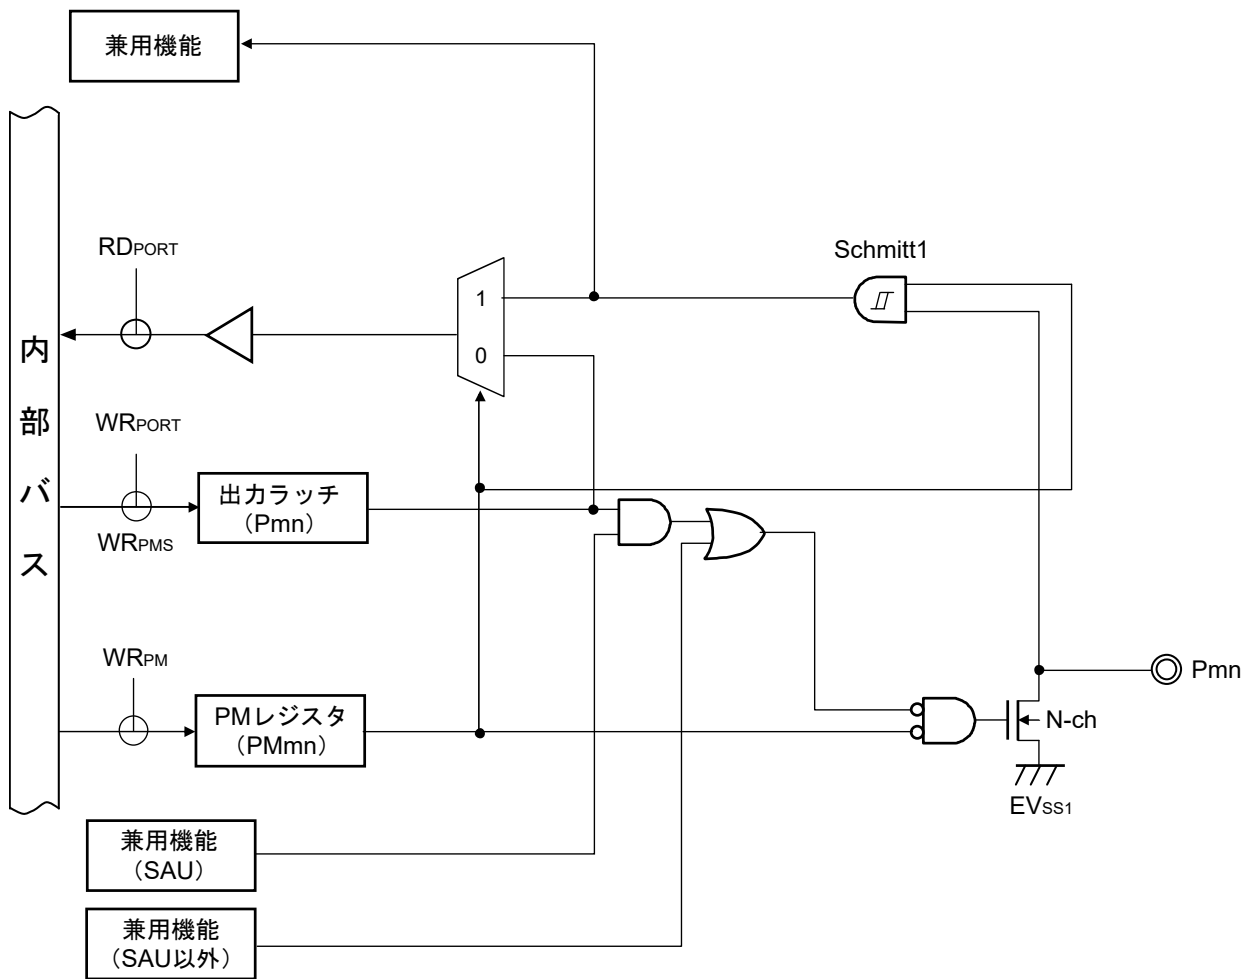 兼用機能
Schmitt1
RDPORT
1
0
内部バス
WRPORT
出力ラッチ
（Pmn）
WRPMS
WRPM
PMレジスタ
（PMmn）
Pmn
N-ch
EVSS1
兼用機能
（SAU）
兼用機能
（SAU以外）